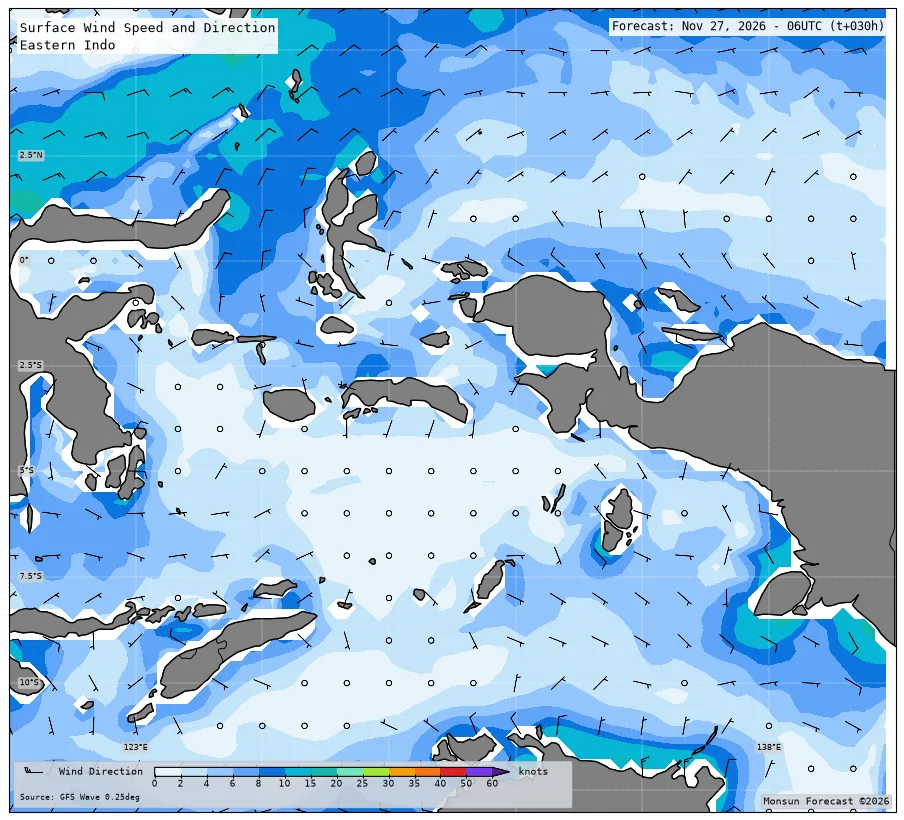 Surface Wind Speed and Direction
Eastern Indo
Forecast: Nov 27, 2026 - 06UTC (t+030h)
2.5°N
0°
2.5°S
5°S
7.5°S
10°S
123°E
138°E
Wind Direction
knots
0 2 4 6 8 10 15 20 25 30 35 40 50 60
Source: GFS Wave 0.25deg
Monsun Forecast ©2026